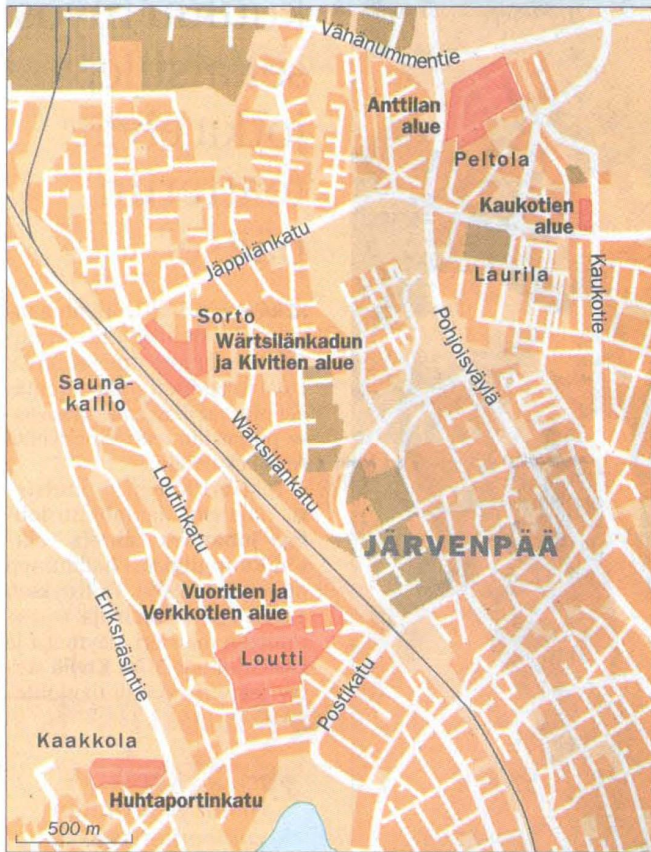 Vähänummentie
Anttilan
alue
Peltola
Kaukotien
alue
Jäppilänkatu
Laurila
Kaukotie
Sorto
Wärtsilänkadun
ja Kivitien alue
Pohjoisväylä
Sauna-
kallio
Wärtsilänkatu
Loutinkatu
JÄRVENPÄÄ
Vuoritien ja
Verkkotien alue
Eriksnäsintie
Loutti
Postikatu
Kaakkola
Huhtaportinkatu
500 m